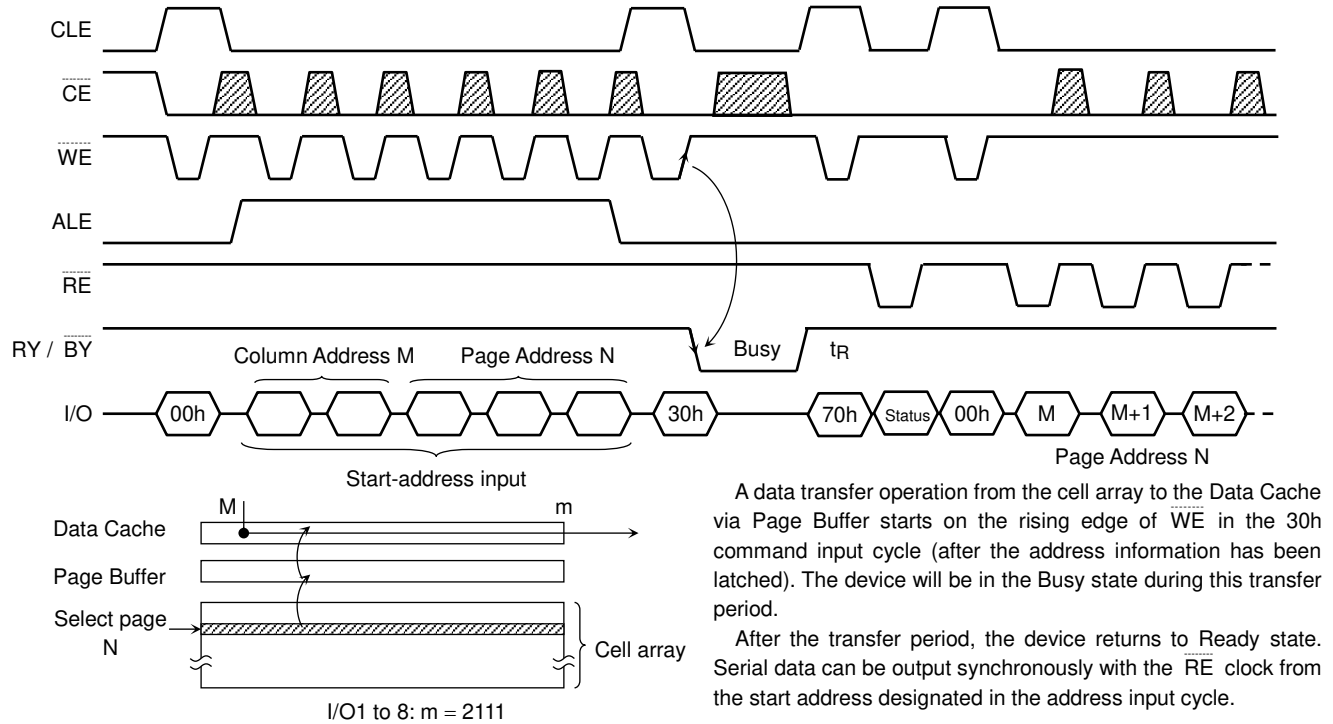 CLE
CE
WE
ALE
RE
RY / BY
Busy
tR
Column Address M
Page Address N
I/O
00h
30h
70h
Status
00h
M
M+1
M+2
Page Address N
Start-address input
M
m
Data Cache
Page Buffer
Select page
N
Cell array
I/O1 to 8: m = 2111
A data transfer operation from the cell array to the Data Cache
via Page Buffer starts on the rising edge of WE in the 30h
command input cycle (after the address information has been
latched). The device will be in the Busy state during this transfer
period.
After the transfer period, the device returns to Ready state.
Serial data can be output synchronously with the RE clock from
the start address designated in the address input cycle.